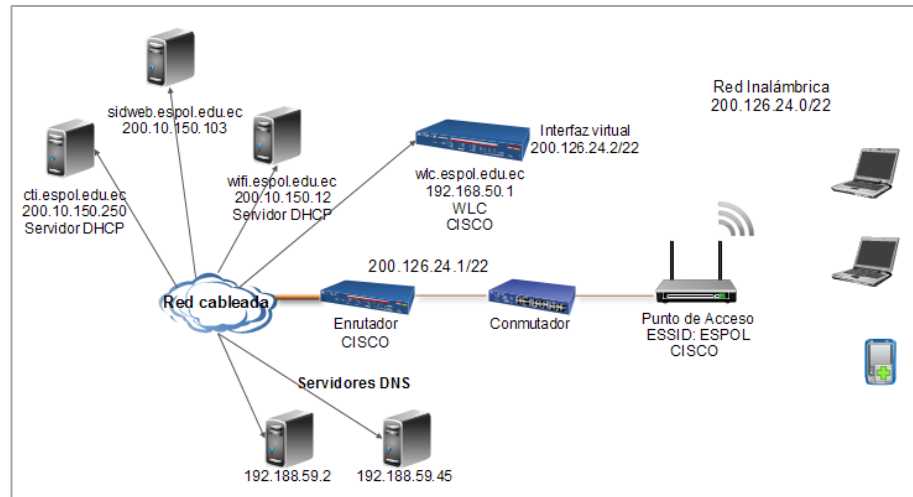 sidweb.espol.edu.ec
200.10.150.103
cti.espol.edu.ec
200.10.150.250
Servidor DHCP
wifi.espol.edu.ec
200.10.150.12
Servidor DHCP
Interfaz virtual
200.126.24.2/22
wlc.espol.edu.ec
192.168.50.1
WLC
CISCO
Red Inalámbrica
200.126.24.0/22
Red cableada
200.126.24.1/22
Enrutador
CISCO
Conmutador
Punto de Acceso
ESSID: ESPOL
CISCO
Servidores DNS
192.188.59.2
192.188.59.45